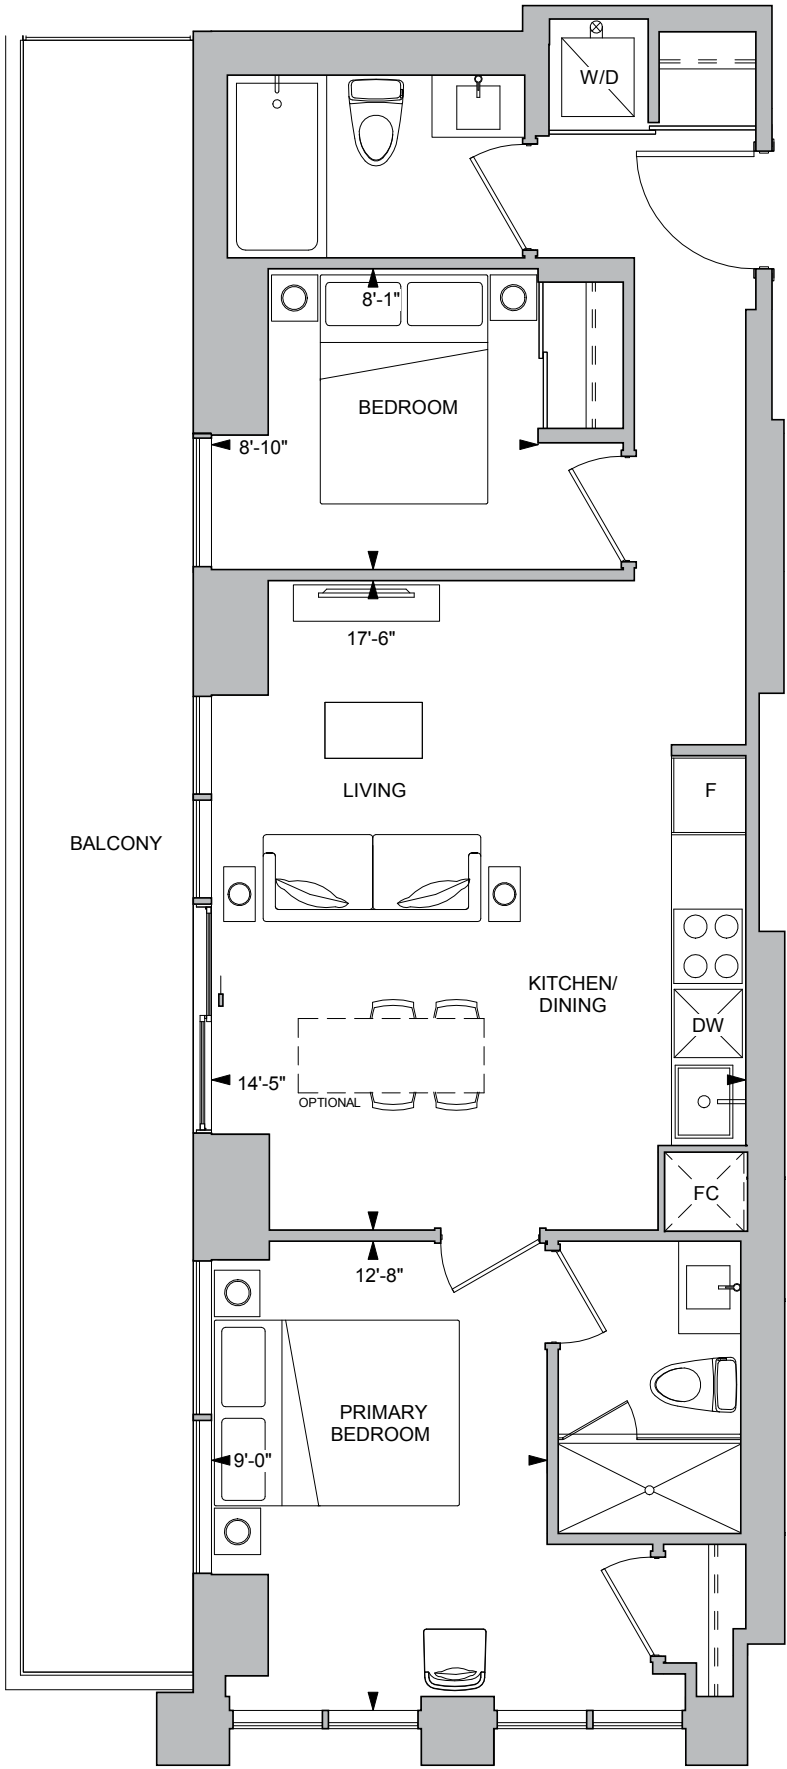 W/D
8'-1"
BEDROOM
8'-10"
17'-6"
LIVING
F
BALCONY
KITCHEN/
DINING
DW
14'-5"
OPTIONAL
FC
12'-8"
PRIMARY
BEDROOM
9'-0"